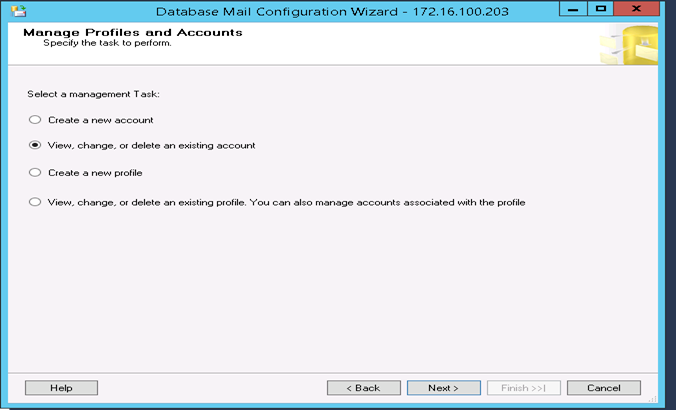 Database Mail Configuration Wizard - 172.16.100.203
Manage Profiles and Accounts
Specify the task to perform.
Select a management Task:
Create a new account
View, change, or delete an existing account
Create a new profile
View, change, or delete an existing profile. You can also manage accounts associated with the profile
Help
< Back
Next >
Finish >>|
Cancel